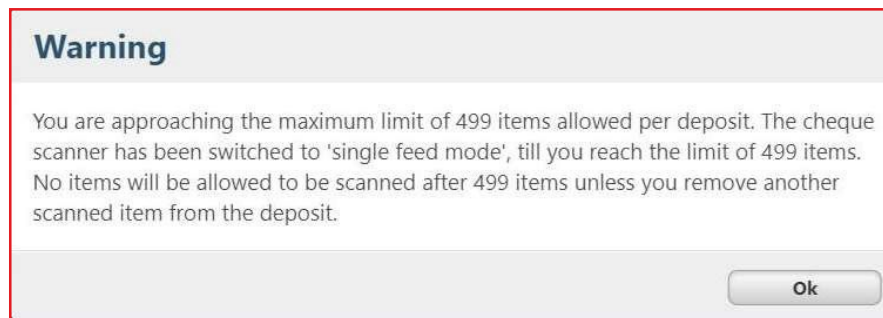 Warning
You are approaching the maximum limit of 499 items allowed per deposit. The cheque
scanner has been switched to 'single feed mode', till you reach the limit of 499 items.
No items will be allowed to be scanned after 499 items unless you remove another
scanned item from the deposit.
Ok